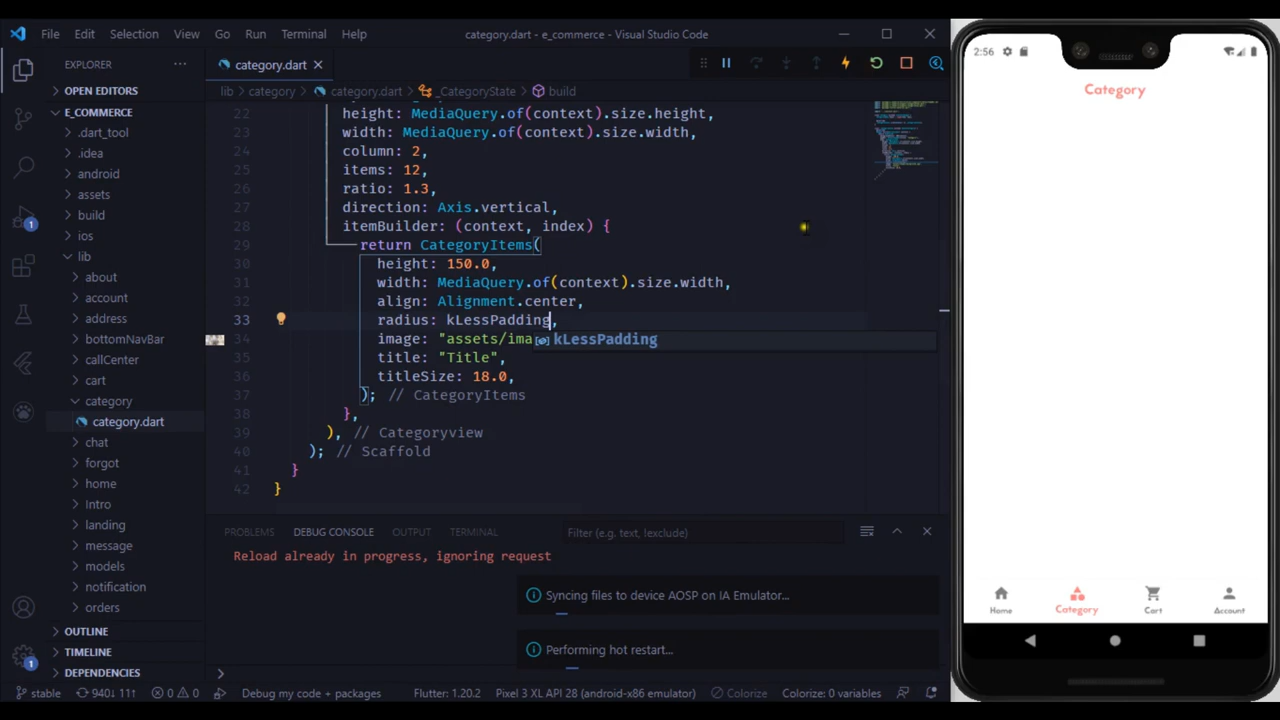 File Edit Selection View Go Run Terminal Help
category.dart - e_commerce - Visual Studio Code
EXPLORER
OPEN EDITORS
E_COMMERCE
.dart_tool
.idea
android
assets
build
ios
lib
about
account
address
bottomNavBar
callCenter
cart
category
category.dart
chat
forgot
home
Intro
landing
message
models
notification
orders
OUTLINE
TIMELINE
DEPENDENCIES
1
1
category.dart
lib > category > category.dart > _CategoryState > build
22 height: MediaQuery.of(context).size.height,
23 width: MediaQuery.of(context).size.width,
24 column: 2,
25 items: 12,
26 ratio: 1.3,
27 direction: Axis.vertical,
28 itemBuilder: (context, index) {
29 return CategoryItems(
30 height: 150.0,
31 width: MediaQuery.of(context).size.width,
32 align: Alignment.center,
33 radius: kLessPadding,
34 image: "assets/ima
kLessPadding
35 title: "Title",
36 titleSize: 18.0,
37 ); // CategoryItems
38 },
39 ), // Categoryview
40 ); // Scaffold
41 }
42 }
PROBLEMS DEBUG CONSOLE OUTPUT TERMINAL
Filter (e.g. text, !exclude)
Reload already in progress, ignoring request
Syncing files to device AOSP on IA Emulator...
Performing hot restart...
stable 940↓ 11↑ 0 0 Debug my code + packages Flutter: 1.20.2 Pixel 3 XL API 28 (android-x86 emulator) Colorize Colorize: 0 variables
2:56
Category
Home Category Cart Account